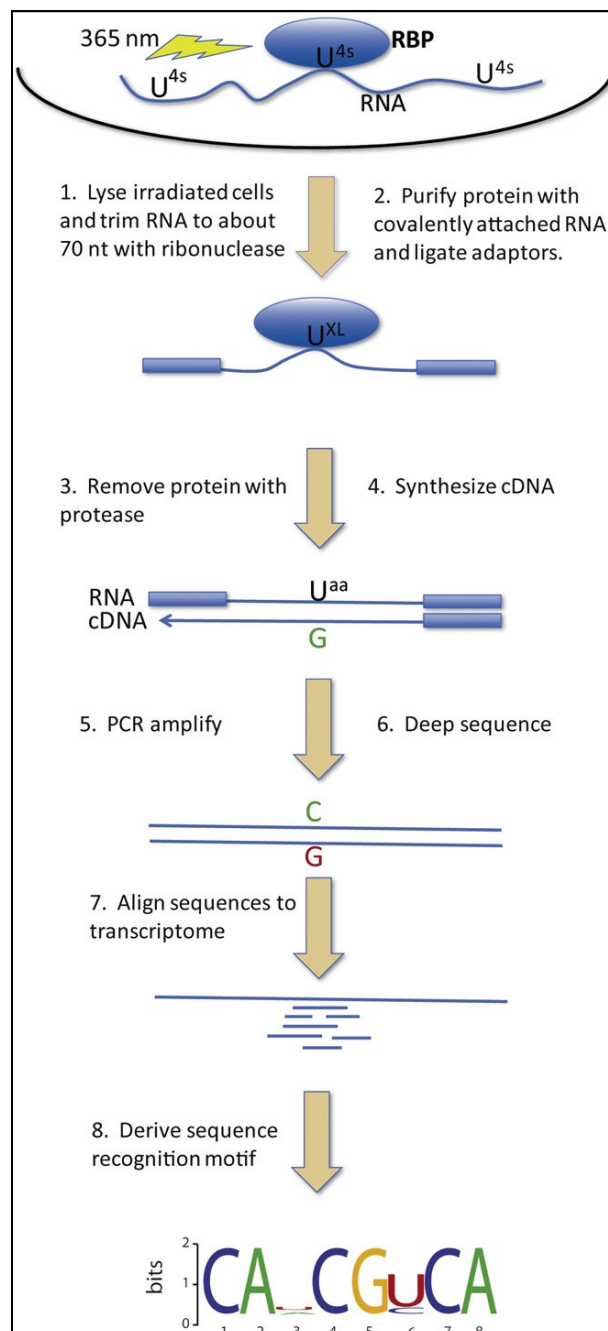 365 nm
RBP
U4s
U4s
U4s
RNA
1. Lyse irradiated cells
and trim RNA to about
70 nt with ribonuclease
2. Purify protein with
covalently attached RNA
and ligate adaptors.
UXL
3. Remove protein with
protease
4. Synthesize cDNA
Uaa
RNA
cDNA
G
5. PCR amplify
6. Deep sequence
C
G
7. Align sequences to
transcriptome
8. Derive sequence
recognition motif
2
1
0
bits
CA CGUCA
1 2 3 4 5 6 7 8